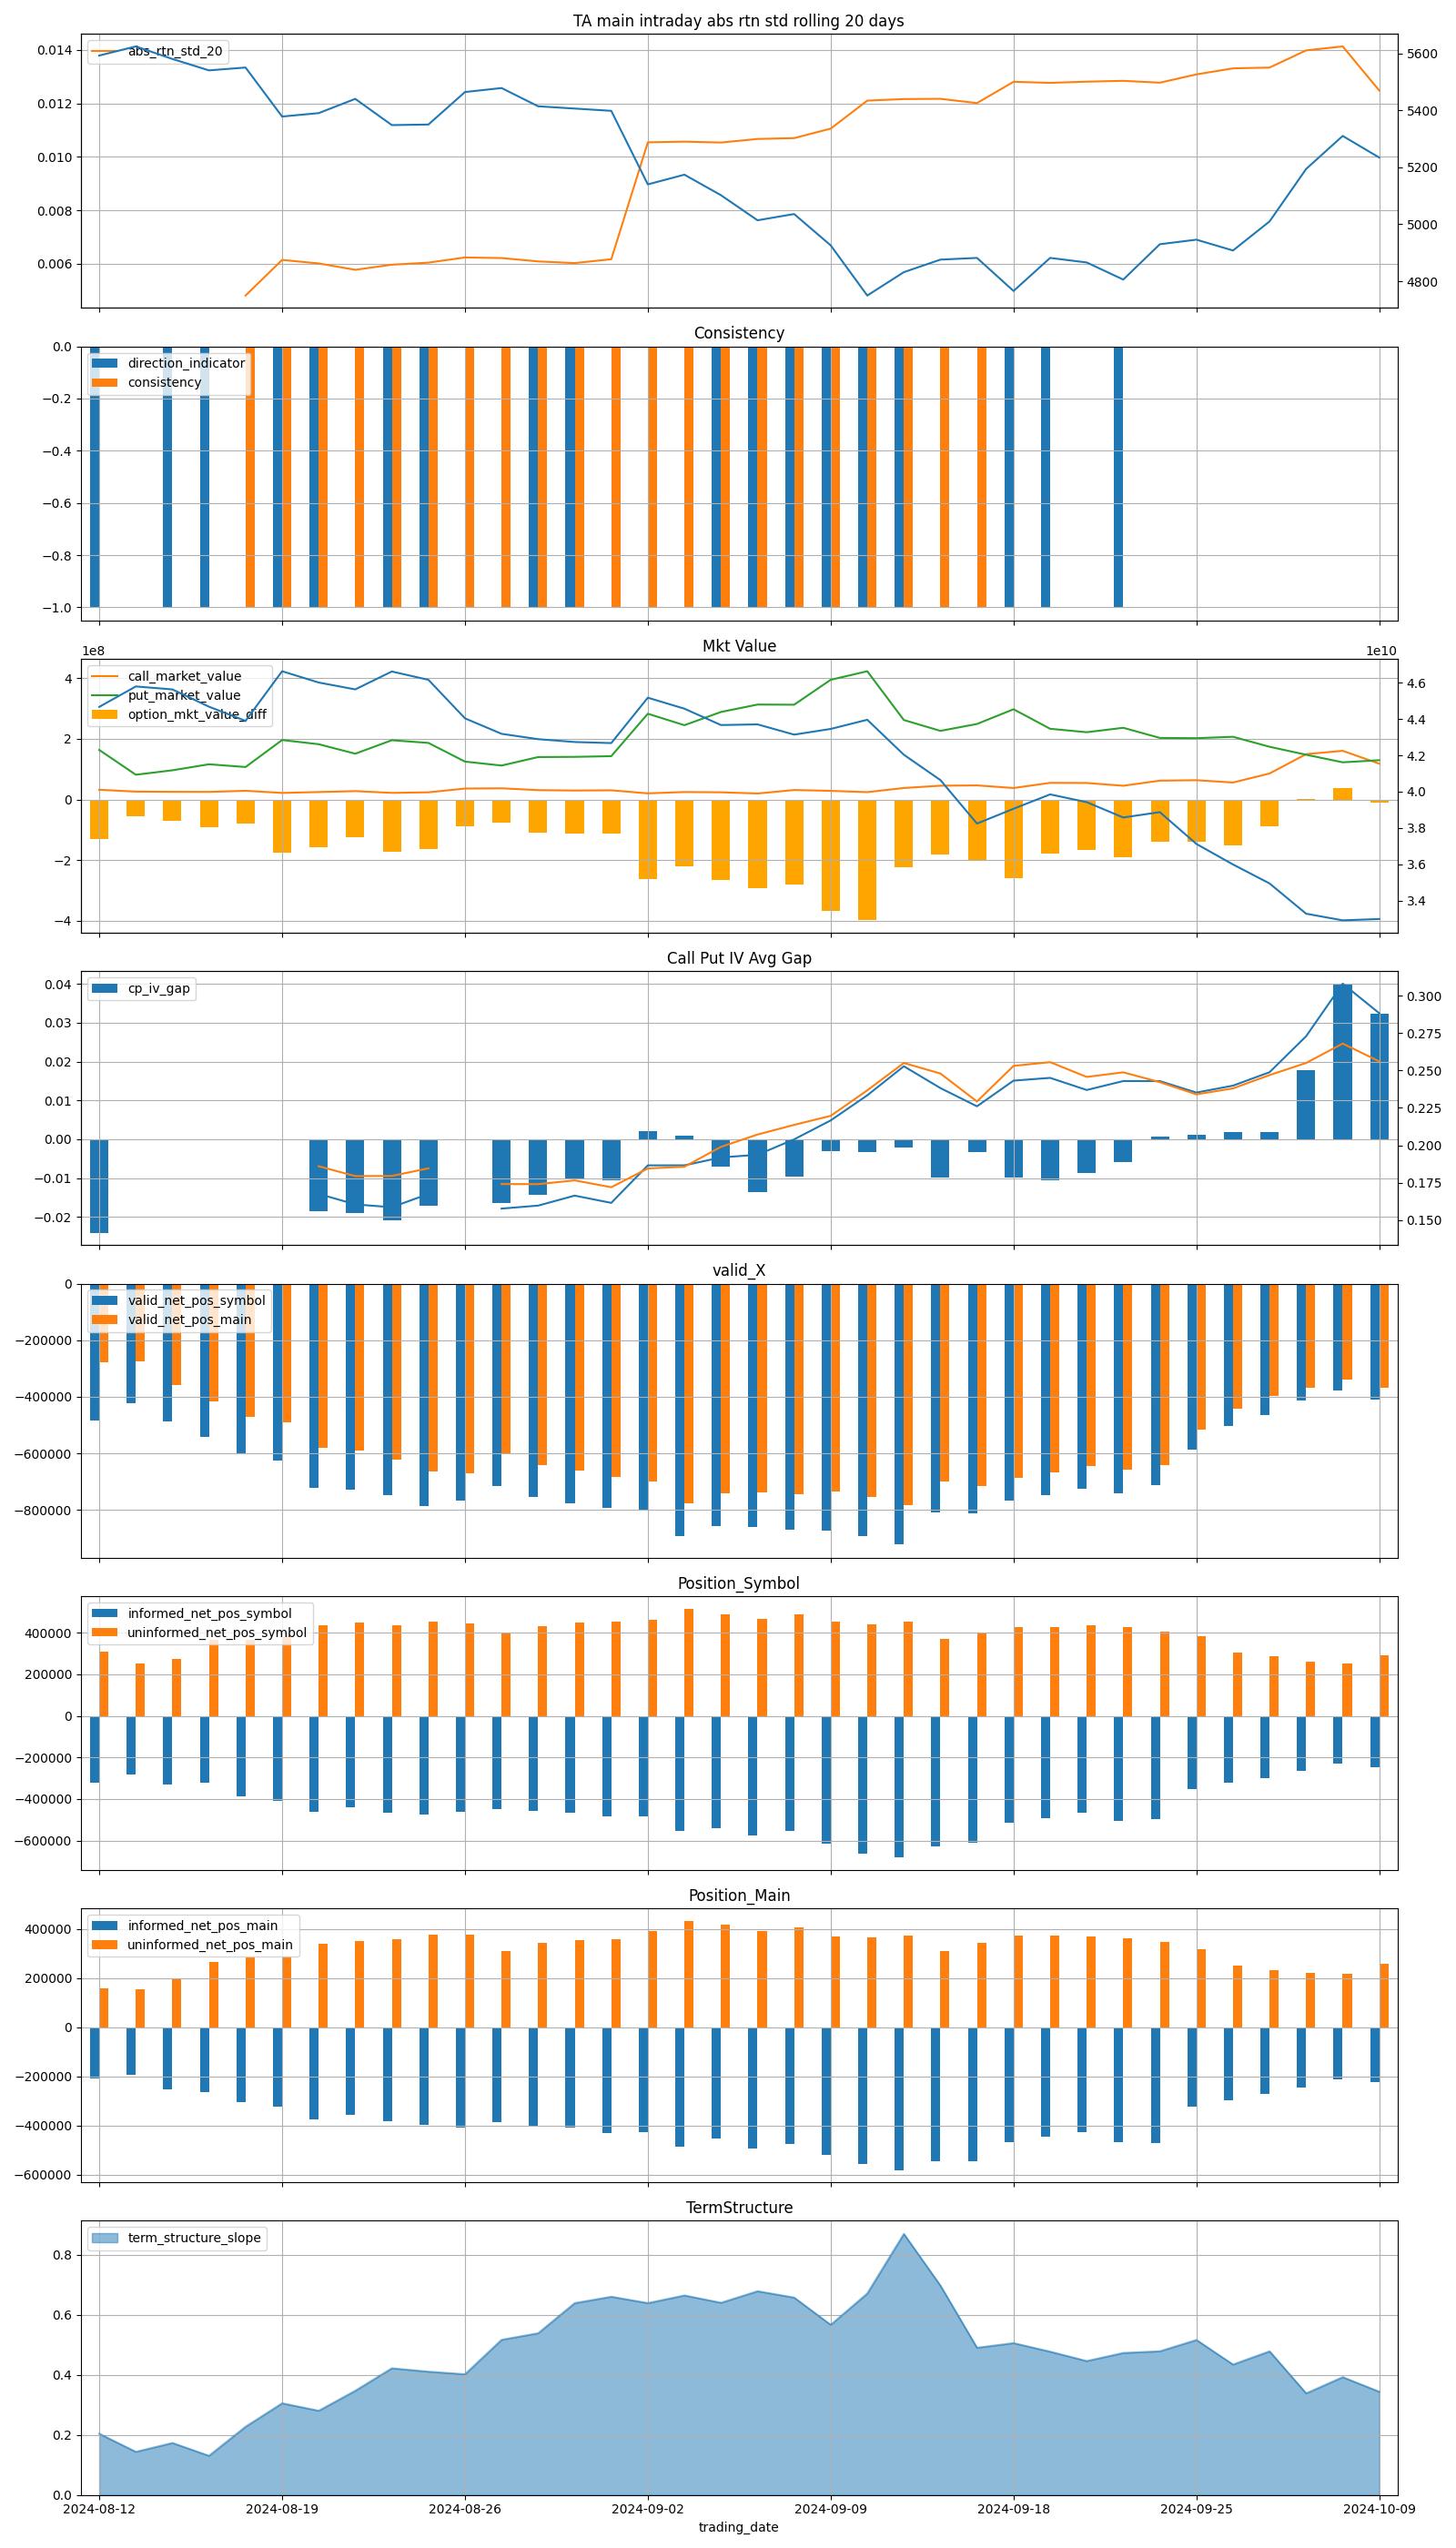 TA main intraday abs rtn std rolling 20 days
abs_rtn_std_20
0.014
0.012
0.010
0.008
0.006
5600
5400
5200
5000
4800
Consistency
direction_indicator
consistency
0.0
−0.2
−0.4
−0.6
−0.8
−1.0
Mkt Value
1e8
1e10
call_market_value
put_market_value
option_mkt_value_diff
4
2
0
−2
−4
4.6
4.4
4.2
4.0
3.8
3.6
3.4
Call Put IV Avg Gap
cp_iv_gap
0.04
0.03
0.02
0.01
0.00
−0.01
−0.02
0.300
0.275
0.250
0.225
0.200
0.175
0.150
valid_X
valid_net_pos_symbol
valid_net_pos_main
0
−200000
−400000
−600000
−800000
Position_Symbol
informed_net_pos_symbol
uninformed_net_pos_symbol
400000
200000
0
−200000
−400000
−600000
Position_Main
informed_net_pos_main
uninformed_net_pos_main
400000
200000
0
−200000
−400000
−600000
TermStructure
term_structure_slope
0.8
0.6
0.4
0.2
0.0
2024-08-12
2024-08-19
2024-08-26
2024-09-02
2024-09-09
2024-09-18
2024-09-25
2024-10-09
trading_date